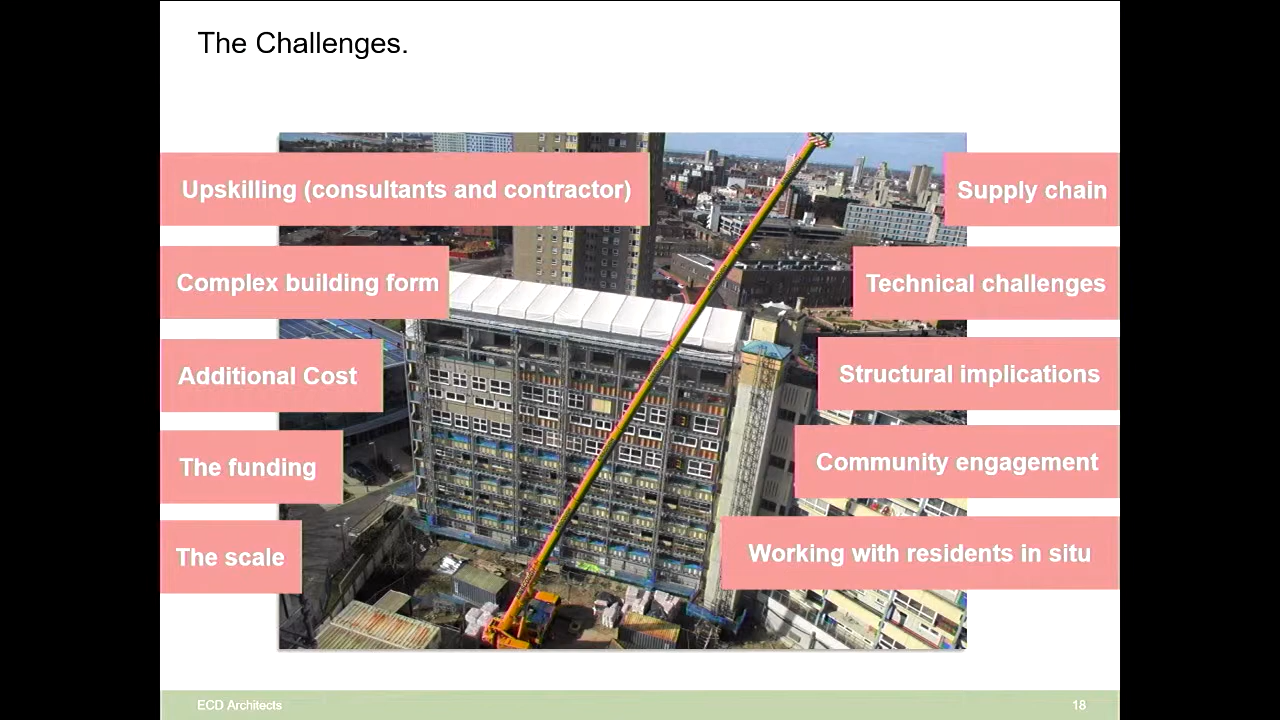 The Challenges.
Upskilling (consultants and contractor)
Supply chain
Complex building form
Technical challenges
Additional Cost
Structural implications
The funding
Community engagement
The scale
Working with residents in situ
ECD Architects
18